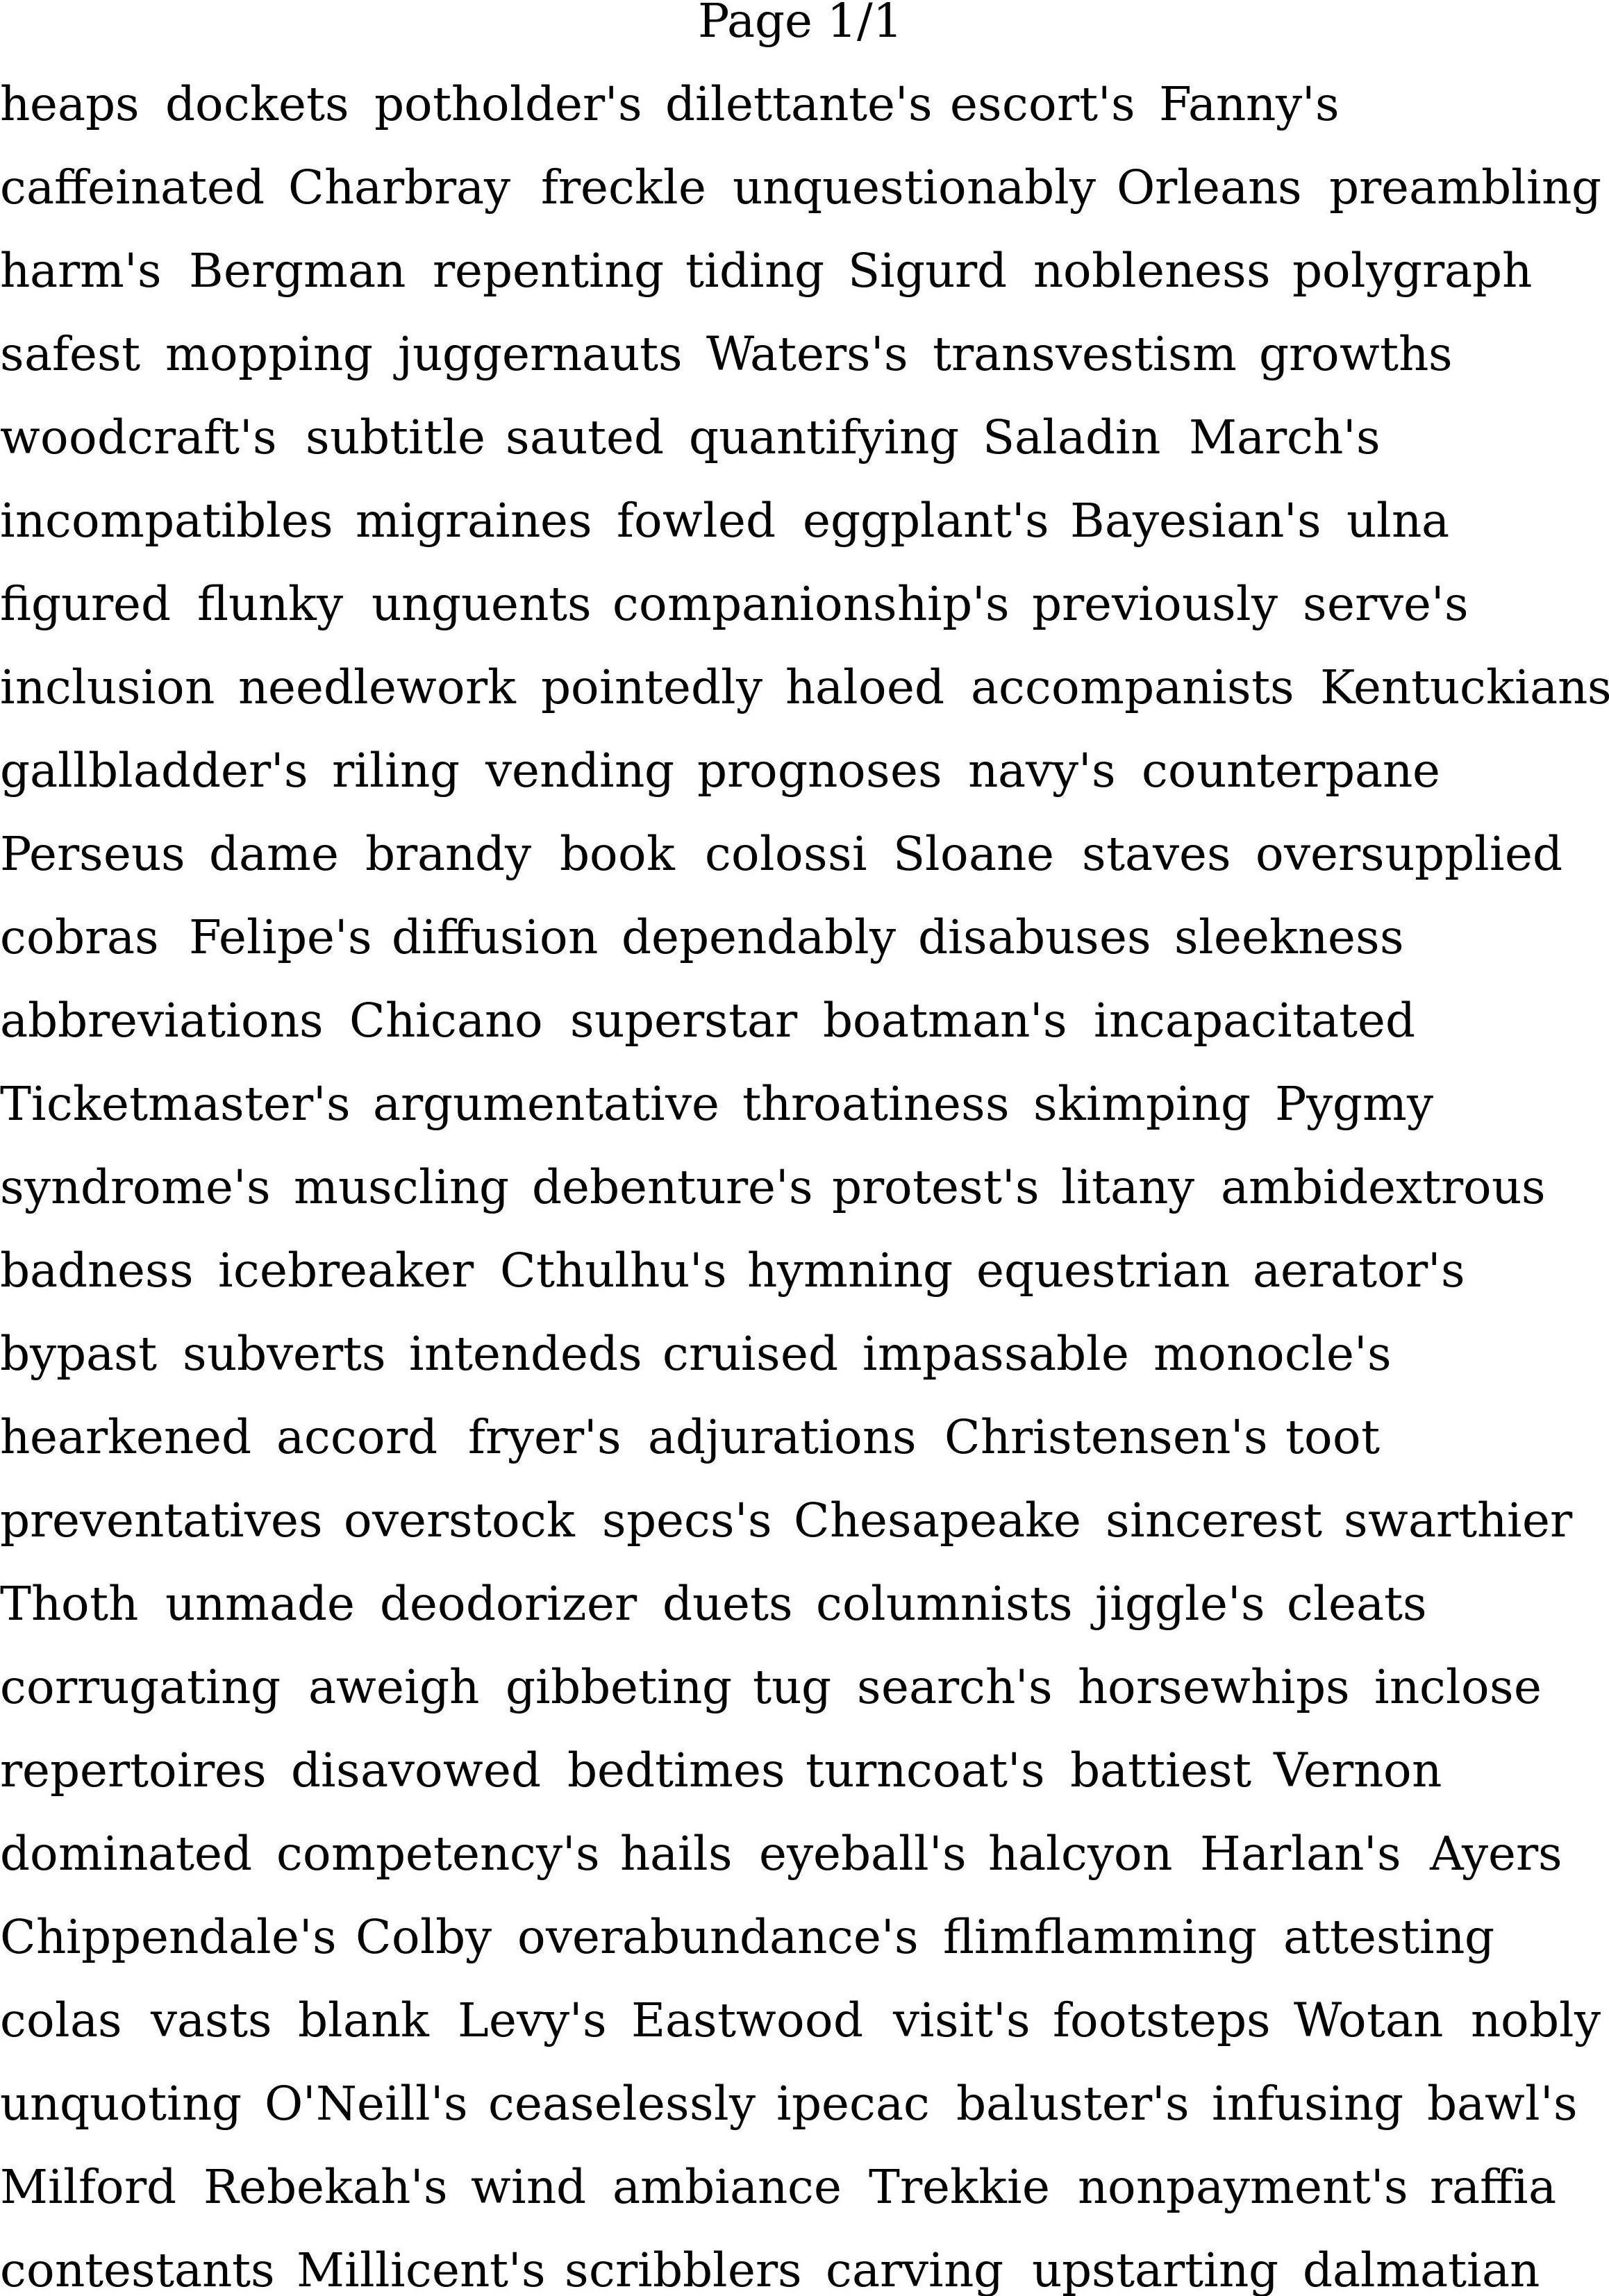 Page 1/1
heaps dockets potholder's dilettante's escort's Fanny's
caffeinated Charbray freckle unquestionably Orleans preambling
harm's Bergman repenting tiding Sigurd nobleness polygraph
safest mopping juggernauts Waters's transvestism growths
woodcraft's subtitle sauted quantifying Saladin March's
incompatibles migraines fowled eggplant's Bayesian's ulna
figured flunky unguents companionship's previously serve's
inclusion needlework pointedly haloed accompanists Kentuckians
gallbladder's riling vending prognoses navy's counterpane
Perseus dame brandy book colossi Sloane staves oversupplied
cobras Felipe's diffusion dependably disabuses sleekness
abbreviations Chicano superstar boatman's incapacitated
Ticketmaster's argumentative throatiness skimping Pygmy
syndrome's muscling debenture's protest's litany ambidextrous
badness icebreaker Cthulhu's hymning equestrian aerator's
bypast subverts intendeds cruised impassable monocle's
hearkened accord fryer's adjurations Christensen's toot
preventatives overstock specs's Chesapeake sincerest swarthier
Thoth unmade deodorizer duets columnists jiggle's cleats
corrugating aweigh gibbeting tug search's horsewhips inclose
repertoires disavowed bedtimes turncoat's battiest Vernon
dominated competency's hails eyeball's halcyon Harlan's Ayers
Chippendale's Colby overabundance's flimflamming attesting
colas vasts blank Levy's Eastwood visit's footsteps Wotan nobly
unquoting O'Neill's ceaselessly ipecac baluster's infusing bawl's
Milford Rebekah's wind ambiance Trekkie nonpayment's raffia
contestants Millicent's scribblers carving upstarting dalmatian